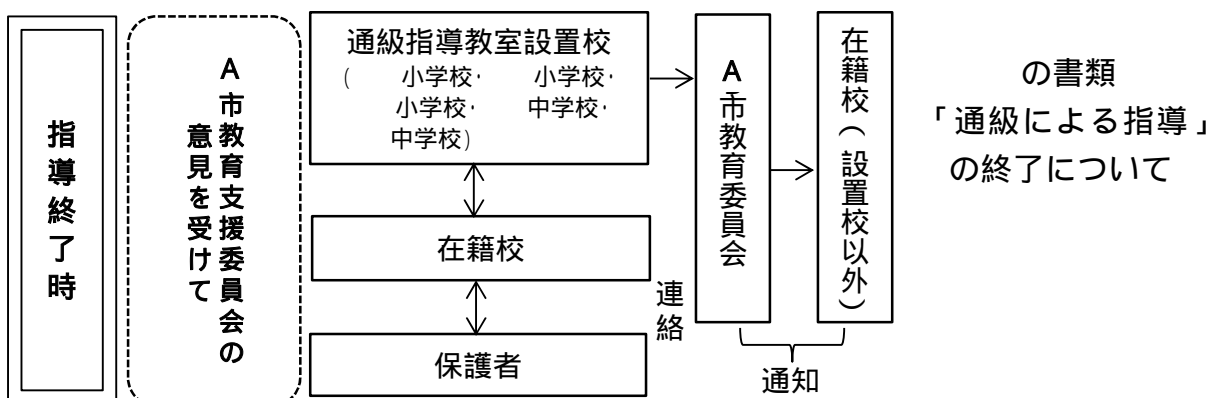 指導終了時
A市教育支援委員会の
意見を受けて
通級指導教室設置校
( 小学校・ 小学校・
小学校・ 中学校・
中学校)
在籍校
保護者
連絡
A市教育委員会
在籍校(設置校以外)
通知
の書類
「通級による指導」
の終了について